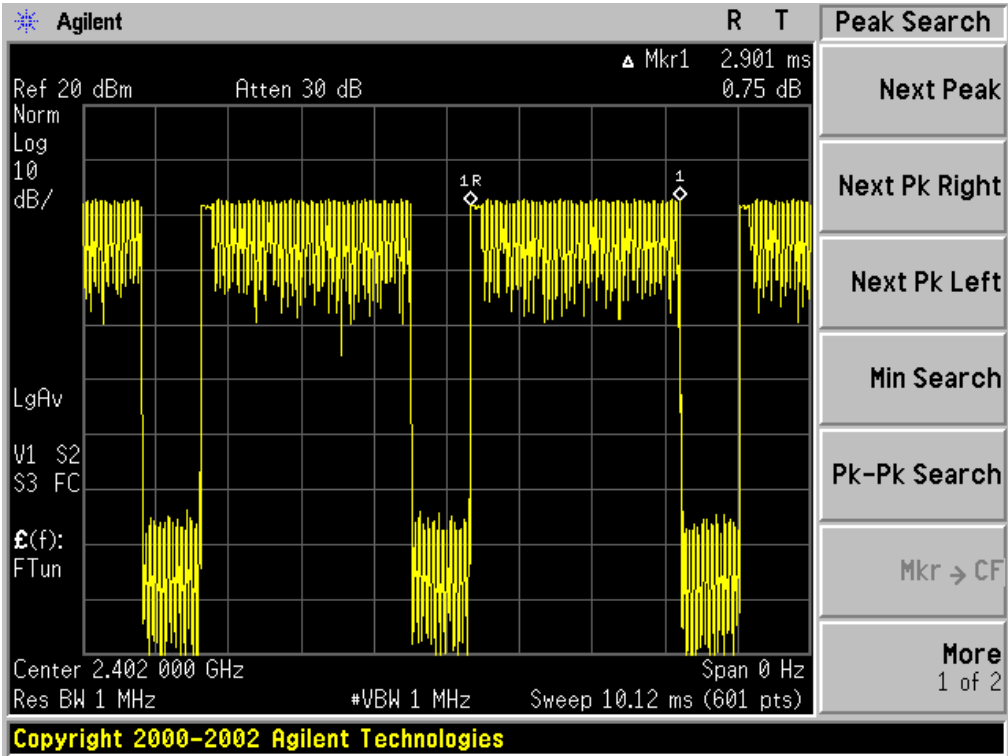 Agilent R T Peak Search
Δ Mkr1 2.901 ms
Ref 20 dBm Atten 30 dB 0.75 dB
Norm
Log
10
dB/
1R
1
LgAv
V1 S2
S3 FC
£(f):
FTun
Center 2.402 000 GHz Span 0 Hz
Res BW 1 MHz #VBW 1 MHz Sweep 10.12 ms (601 pts)
Copyright 2000-2002 Agilent Technologies
Next Peak
Next Pk Right
Next Pk Left
Min Search
Pk-Pk Search
Mkr → CF
More
1 of 2